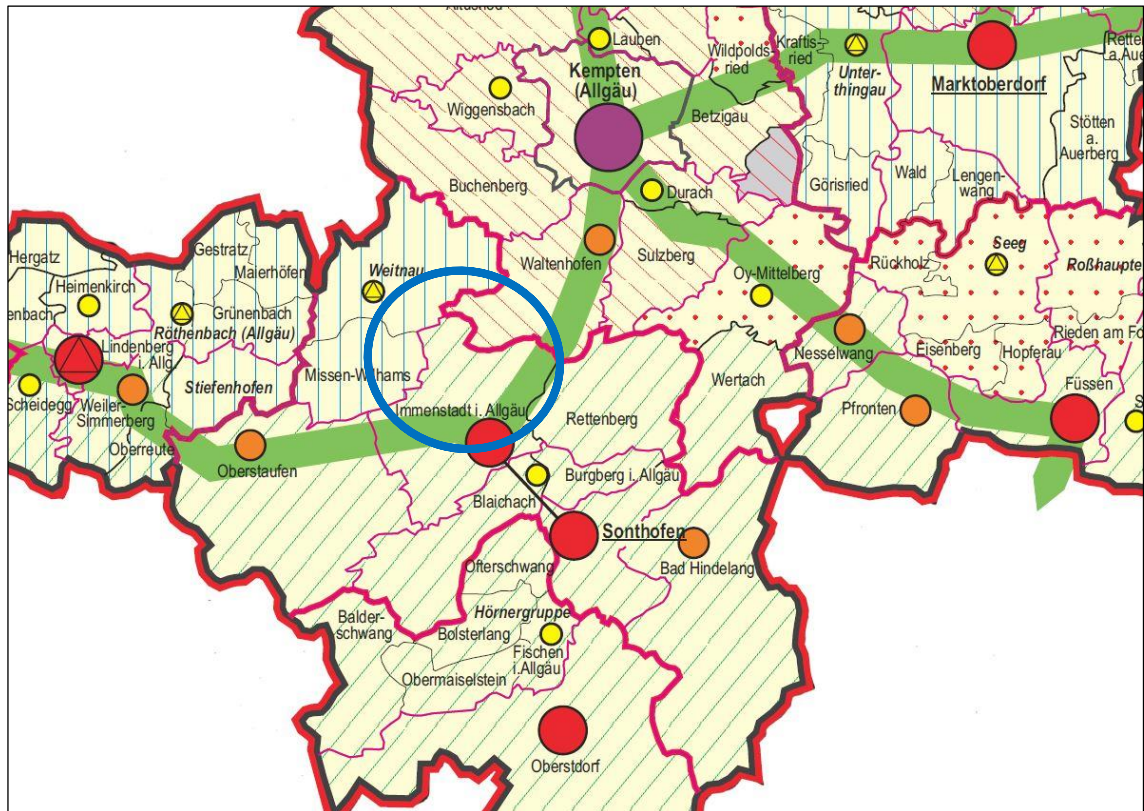 Altusried
Lauben
Wildpolds-
ried
Kraftis-
ried
Kempten
(Allgäu)
Unter-
thingau
Marktoberdorf
Wiggensbach
Betzigau
Stötten
a.
Auerberg
Buchenberg
Durach
Görisried
Wald
Lengen-
wang
Hergatz
Gestratz
Maierhöfen
Heimenkirch
Grünenbach
Röthenbach (Allgäu)
Weitnau
Waltenhofen
Sulzberg
Oy-Mittelberg
Rückholz
Seeg
Roßhaupte
Lindenberg
i. Allg.
Scheidegg
Weiler-
Simmerberg
Stiefenhofen
Oberreute
Missen-Wilhams
Immenstadt i. Allgäu
Rettenberg
Wertach
Nesselwang
Eisenberg
Hopferau
Rieden am Fo
Pfronten
Füssen
Oberstaufen
Blaichach
Burgberg i. Allgäu
Sonthofen
Bad Hindelang
Ofterschwang
Balder-
schwang
Hörnergruppe
Bolsterlang
Fischen
i.Allgäu
Obermaiselstein
Oberstdorf